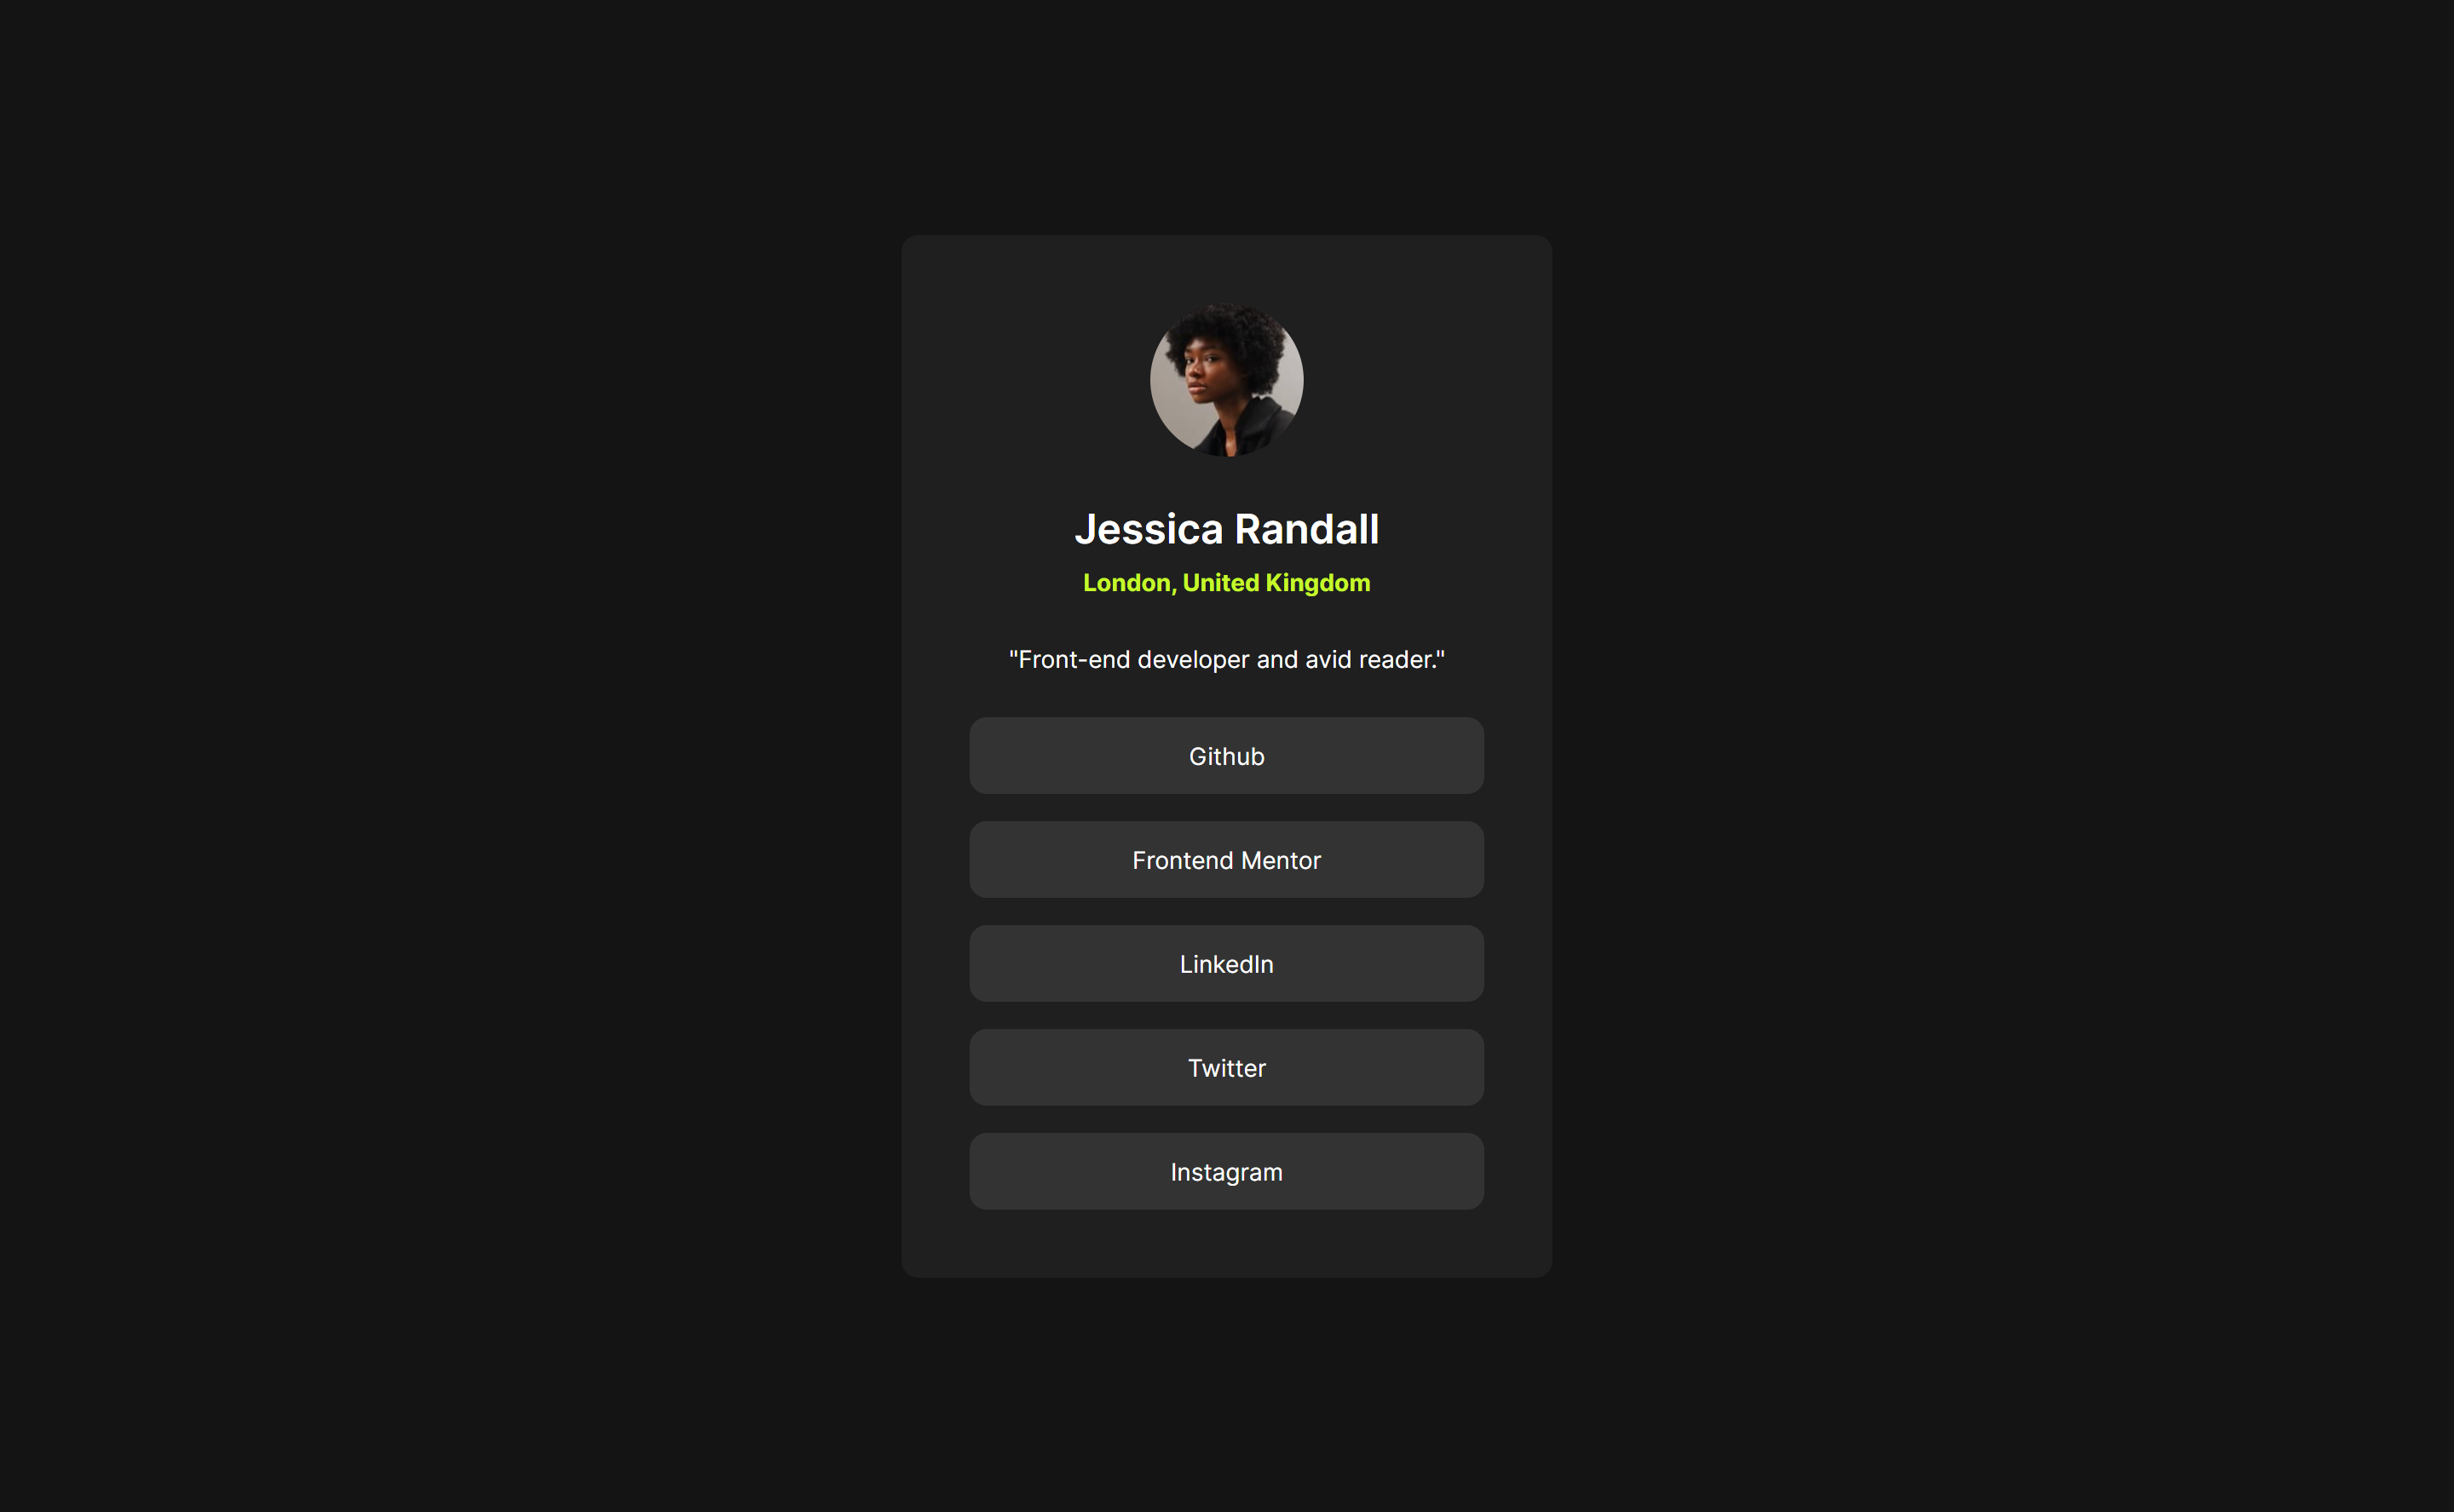 Jessica Randall
London, United Kingdom
"Front-end developer and avid reader."
Github
Frontend Mentor
LinkedIn
Twitter
Instagram